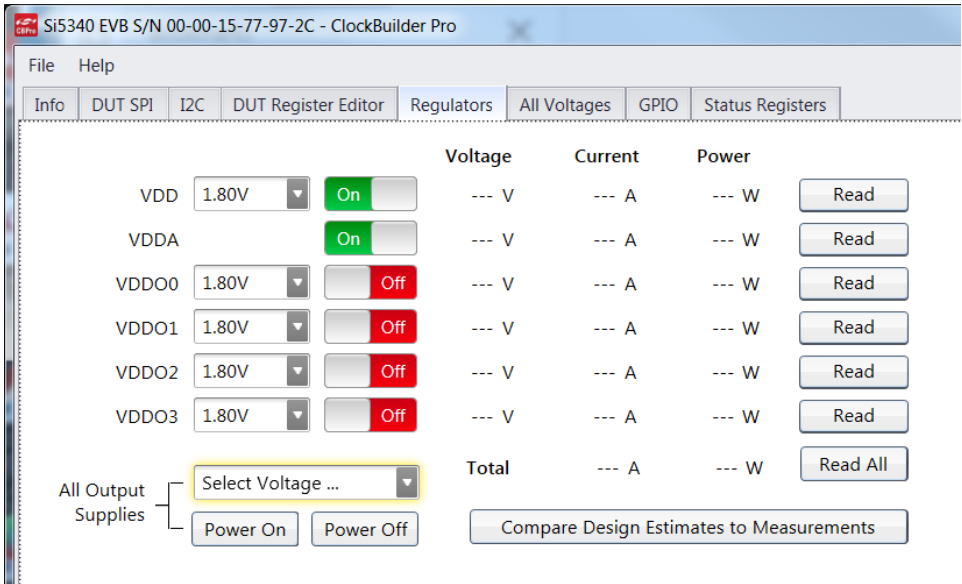 CBPro Si5340 EVB S/N 00-00-15-77-97-2C - ClockBuilder Pro
File Help
Info DUT SPI I2C DUT Register Editor Regulators All Voltages GPIO Status Registers
Voltage Current Power
VDD 1.80V On --- V --- A --- W Read
VDDA On --- V --- A --- W Read
VDDO0 1.80V Off --- V --- A --- W Read
VDDO1 1.80V Off --- V --- A --- W Read
VDDO2 1.80V Off --- V --- A --- W Read
VDDO3 1.80V Off --- V --- A --- W Read
Total --- A --- W Read All
All Output Supplies
Select Voltage ...
Power On Power Off
Compare Design Estimates to Measurements